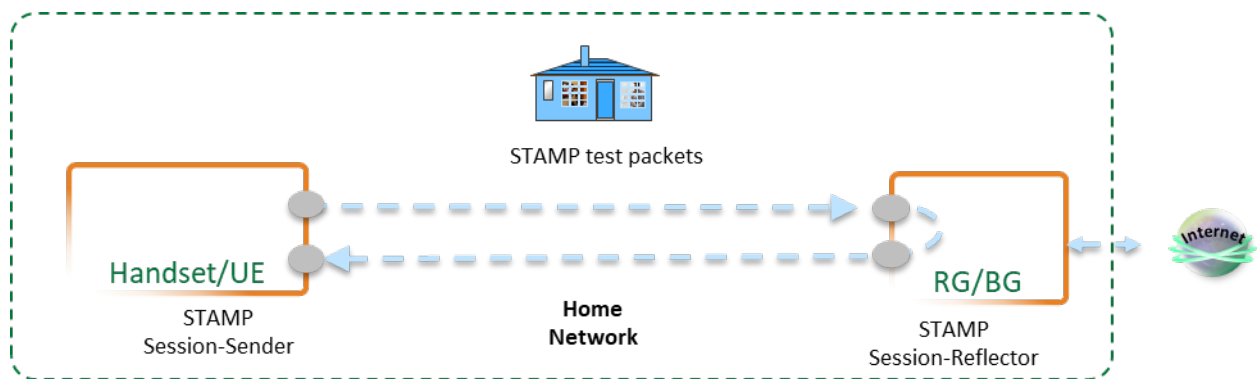 STAMP test packets
Handset/UE
STAMP
Session-Sender
Home
Network
RG/BG
STAMP
Session-Reflector
Internet